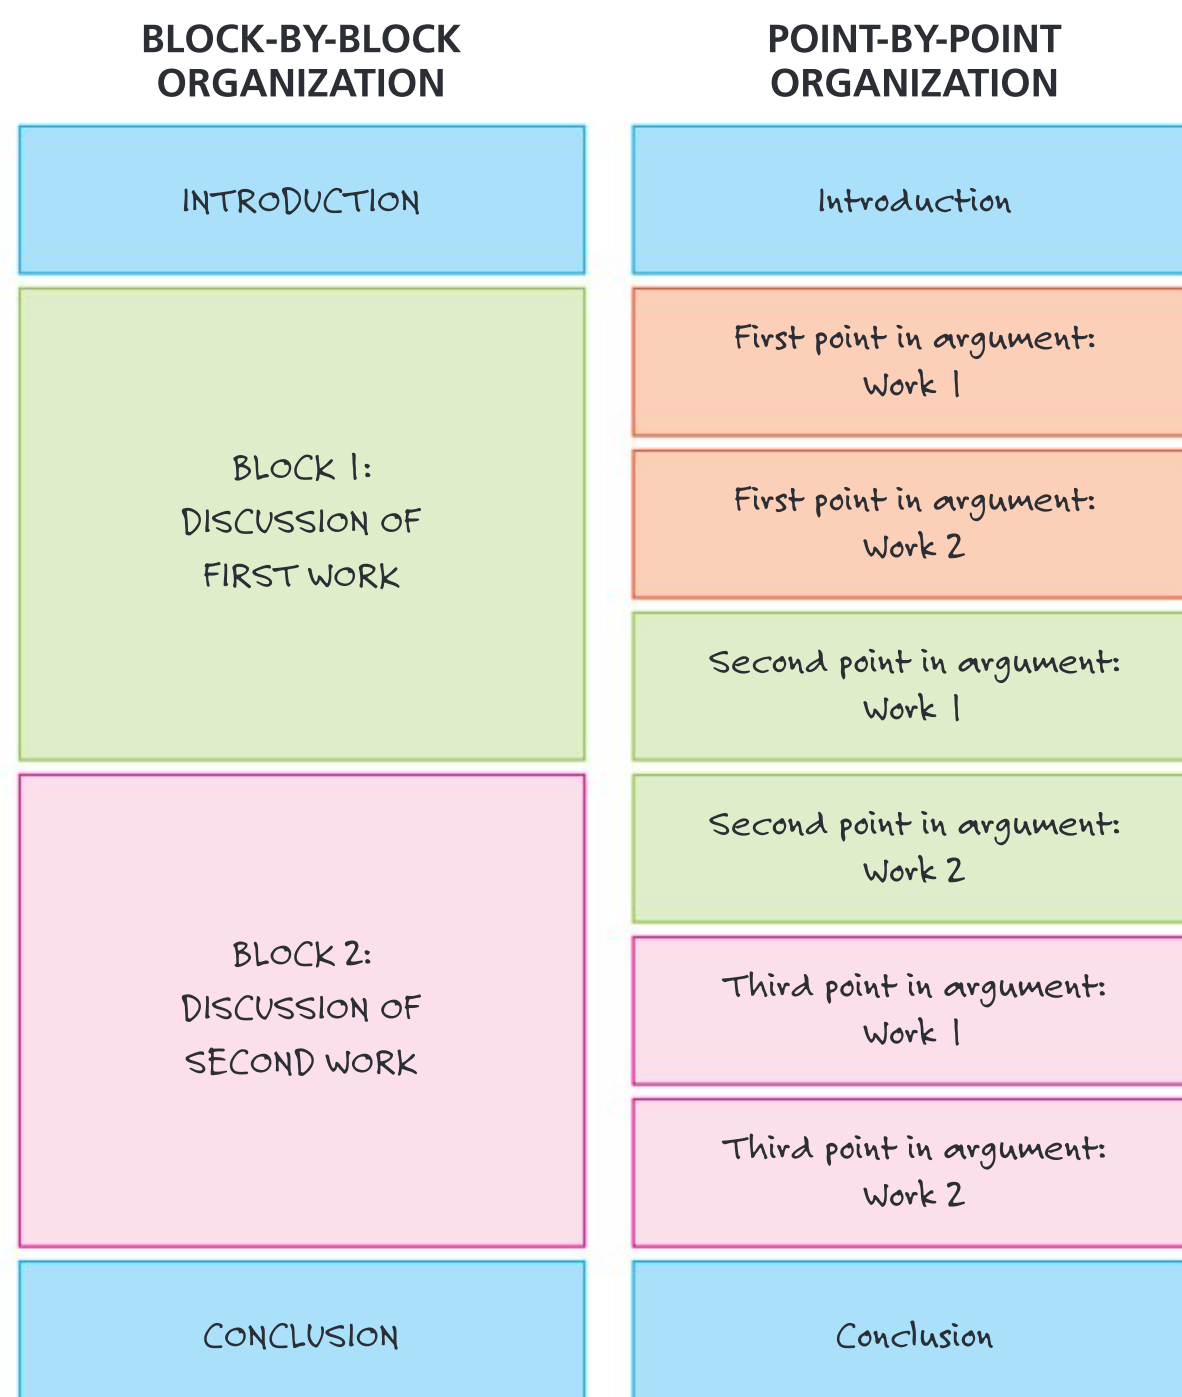 BLOCK-BY-BLOCK
ORGANIZATION
INTRODUCTION
BLOCK 1:
DISCUSSION OF
FIRST WORK
BLOCK 2:
DISCUSSION OF
SECOND WORK
CONCLUSION
POINT-BY-POINT
ORGANIZATION
Introduction
First point in argument:
Work 1
First point in argument:
Work 2
Second point in argument:
Work 1
Second point in argument:
Work 2
Third point in argument:
Work 1
Third point in argument:
Work 2
Conclusion